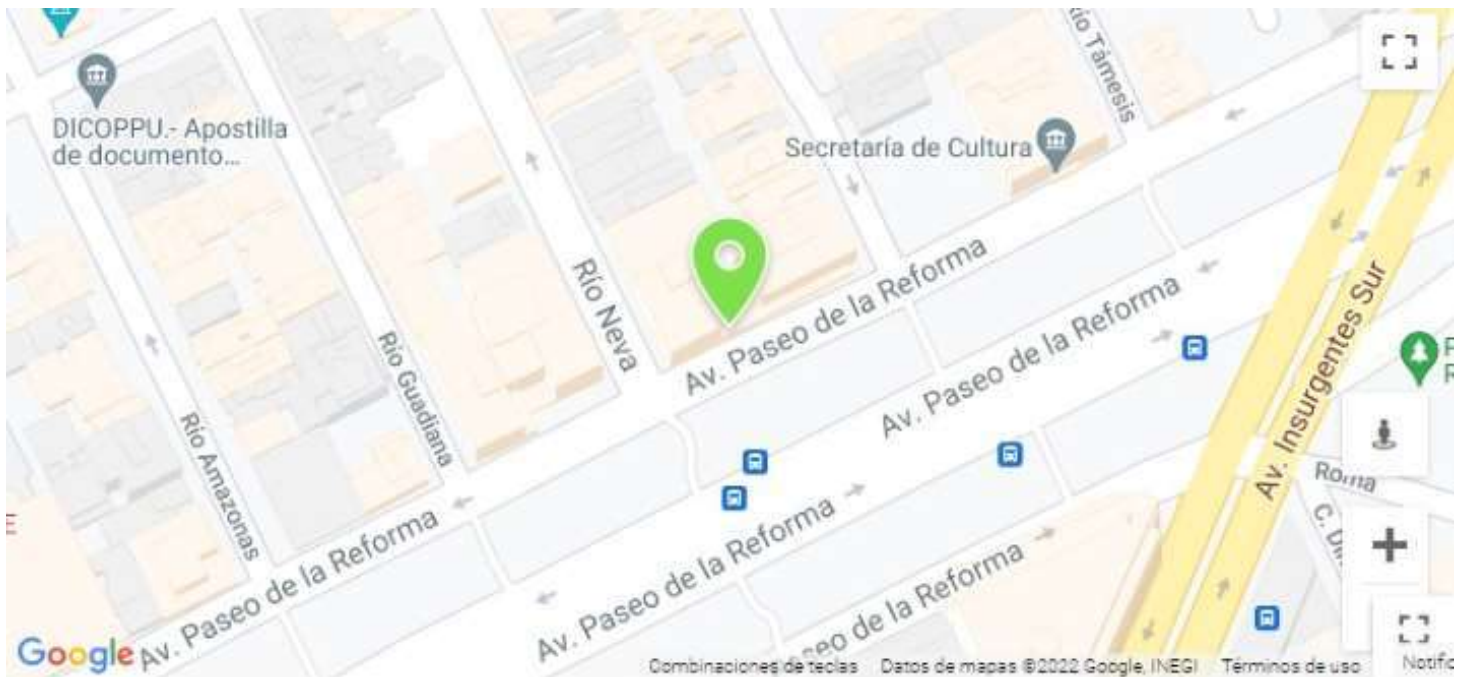 Río Támesis
DICOPPU.- Apostilla
de documento...
Secretaría de Cultura
Río Neva
Av. Paseo de la Reforma
Av. Paseo de la Reforma
Av. Insurgentes Sur
Río Guadiana
Río Amazonas
Roma
Av. Paseo de la Reforma
Av. Paseo de la Reforma
Paseo de la Reforma
Google
Combinaciones de teclas
Datos de mapas ©2022 Google, INEGI
Términos de uso
Notific